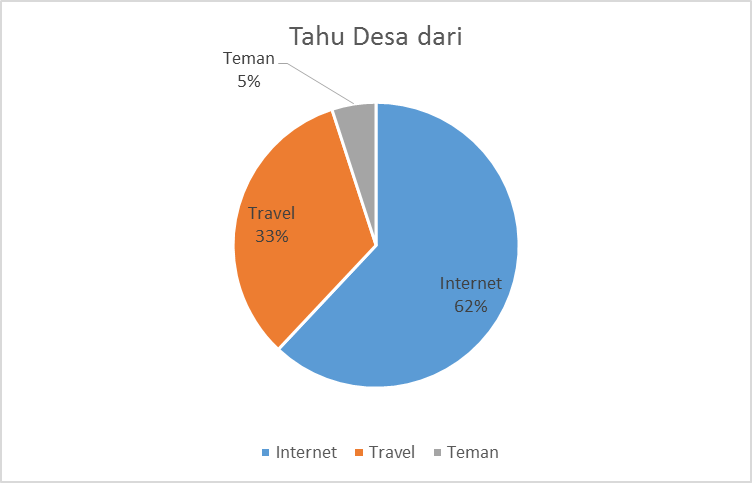 Tahu Desa dari
Teman
5%
Travel
33%
Internet
62%
Internet Travel Teman